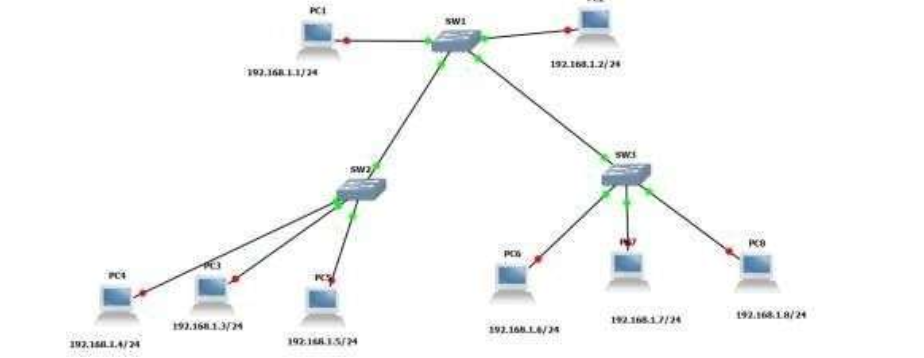 PC1
SW1
PC2
192.168.1.1/24
192.168.1.2/24
SW2
SW3
PC4
PC3
PC5
PC6
PC7
PC8
192.168.1.4/24
192.168.1.3/24
192.168.1.5/24
192.168.1.6/24
192.168.1.7/24
192.168.1.8/24